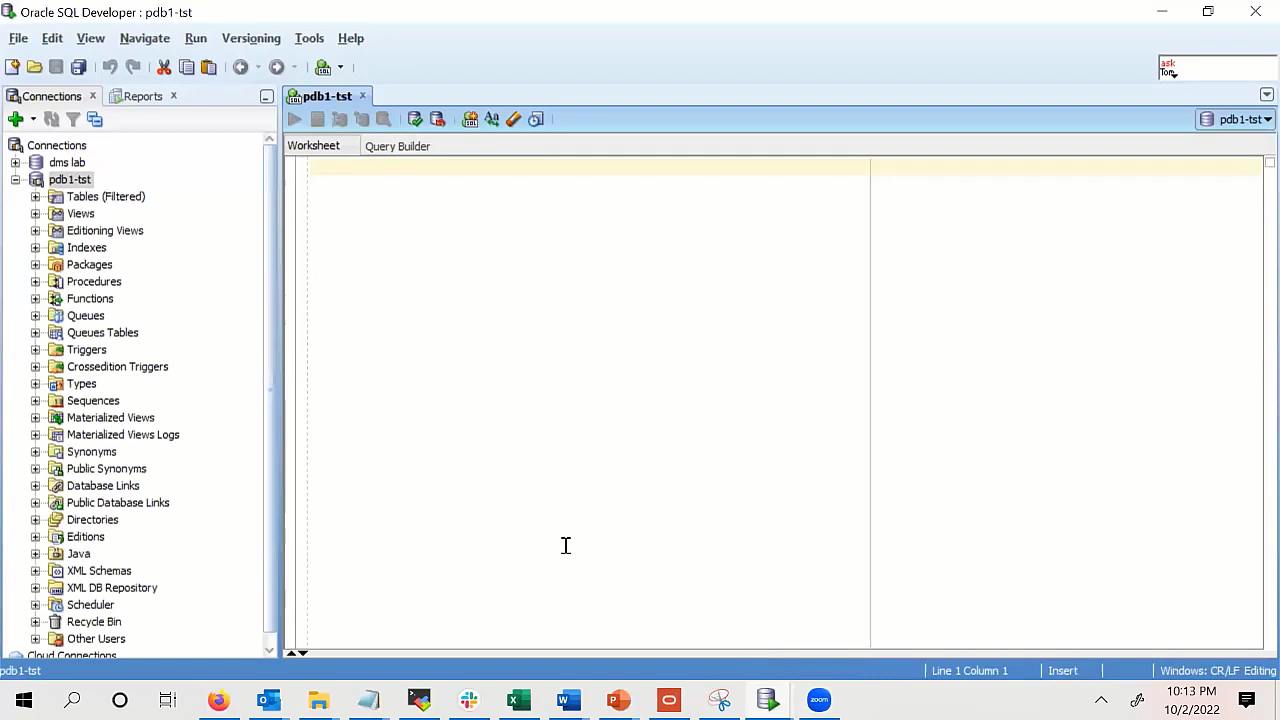 Oracle SQL Developer : pdb1-tst
File Edit View Navigate Run Versioning Tools Help
ask
Tom
Connections
Reports
pdb1-tst
pdb1-tst
Worksheet
Query Builder
Connections
dms lab
pdb1-tst
Tables (Filtered)
Views
Editioning Views
Indexes
Packages
Procedures
Functions
Queues
Queues Tables
Triggers
Crossedition Triggers
Types
Sequences
Materialized Views
Materialized Views Logs
Synonyms
Public Synonyms
Database Links
Public Database Links
Directories
Editions
Java
XML Schemas
XML DB Repository
Scheduler
Recycle Bin
Other Users
Cloud Connections
pdb1-tst
Line 1 Column 1
Insert
Windows: CR/LF Editing
zoom
10:13 PM
10/2/2022